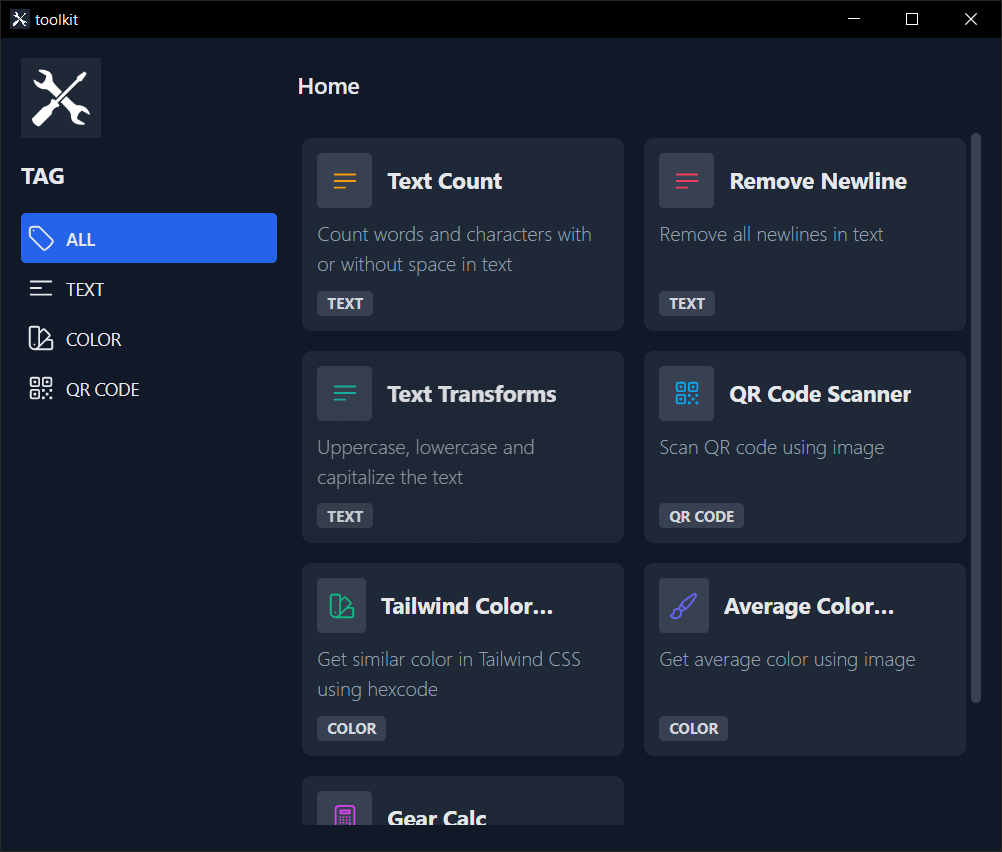 toolkit
Home
TAG
ALL
TEXT
COLOR
QR CODE
Text Count
Count words and characters with
or without space in text
TEXT
Remove Newline
Remove all newlines in text
TEXT
Text Transforms
Uppercase, lowercase and
capitalize the text
TEXT
QR Code Scanner
Scan QR code using image
QR CODE
Tailwind Color...
Get similar color in Tailwind CSS
using hexcode
COLOR
Average Color...
Get average color using image
COLOR
Gear Calc